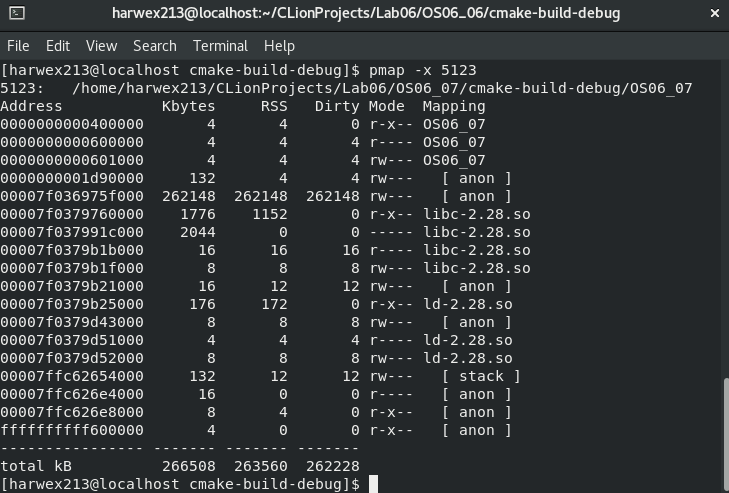 harwex213@localhost:~/CLionProjects/Lab06/OS06_06/cmake-build-debug
File Edit View Search Terminal Help
[harwex213@localhost cmake-build-debug]$ pmap -x 5123
5123:   /home/harwex213/CLionProjects/Lab06/OS06_07/cmake-build-debug/OS06_07
Address           Kbytes     RSS   Dirty Mode  Mapping
0000000000400000       4       4       0 r-x-- OS06_07
0000000000600000       4       4       4 r---- OS06_07
0000000000601000       4       4       4 rw--- OS06_07
0000000001d90000     132       4       4 rw---   [ anon ]
00007f036975f000  262148  262148  262148 rw---   [ anon ]
00007f0379760000    1776    1152       0 r-x-- libc-2.28.so
00007f037991c000    2044       0       0 ----- libc-2.28.so
00007f0379b1b000      16      16      16 r---- libc-2.28.so
00007f0379b1f000       8       8       8 rw--- libc-2.28.so
00007f0379b21000      16      12      12 rw---   [ anon ]
00007f0379b25000     176     172       0 r-x-- ld-2.28.so
00007f0379d43000       8       8       8 rw---   [ anon ]
00007f0379d51000       4       4       4 r---- ld-2.28.so
00007f0379d52000       8       8       8 rw--- ld-2.28.so
00007ffc62654000     132      12      12 rw---   [ stack ]
00007ffc626e4000      16       0       0 r----   [ anon ]
00007ffc626e8000       8       4       0 r-x--   [ anon ]
ffffffffff600000       4       0       0 r-x--   [ anon ]
---------------- ------- ------- -------
total kB          266508  263560  262228
[harwex213@localhost cmake-build-debug]$